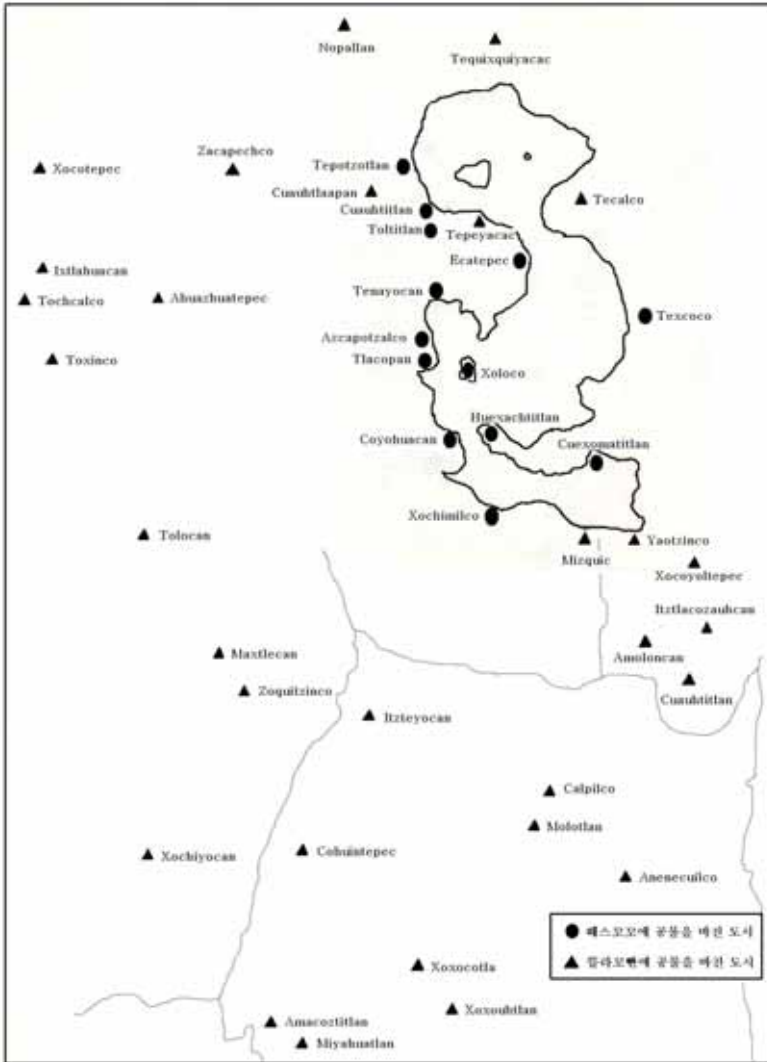 Nopallan
Tequixquiyacac
Zacapechco
Xocotepec
Tepotzotlan
Cuauhtlaapan
Tecalco
Cuauhtitlan
Toltitlan
Tepeyacac
Ecatepec
Ixtlahuacan
Tochcalco
Ahuazhuatepec
Tenayocan
Texcoco
Azcapotzalco
Toxinco
Tlacopan
Xoloco
Huexachtitlan
Coyohuacan
Cuexomatitlan
Xochimilco
Tolocan
Mizquic
Yaotzinco
Xocoyoltepec
Itztlacozauhcan
Amoloncan
Maxtlecan
Cuauhtitlan
Zoquitzinco
Itzteyocan
Calpilco
Molotlan
Xochiyocan
Cohuintepec
Anenecuilco
테스코코에 공물을 바친 도시
틀라코판에 공물을 바친 도시
Xoxocotla
Xoxouhtlan
Amacoztitlan
Miyahuatlan